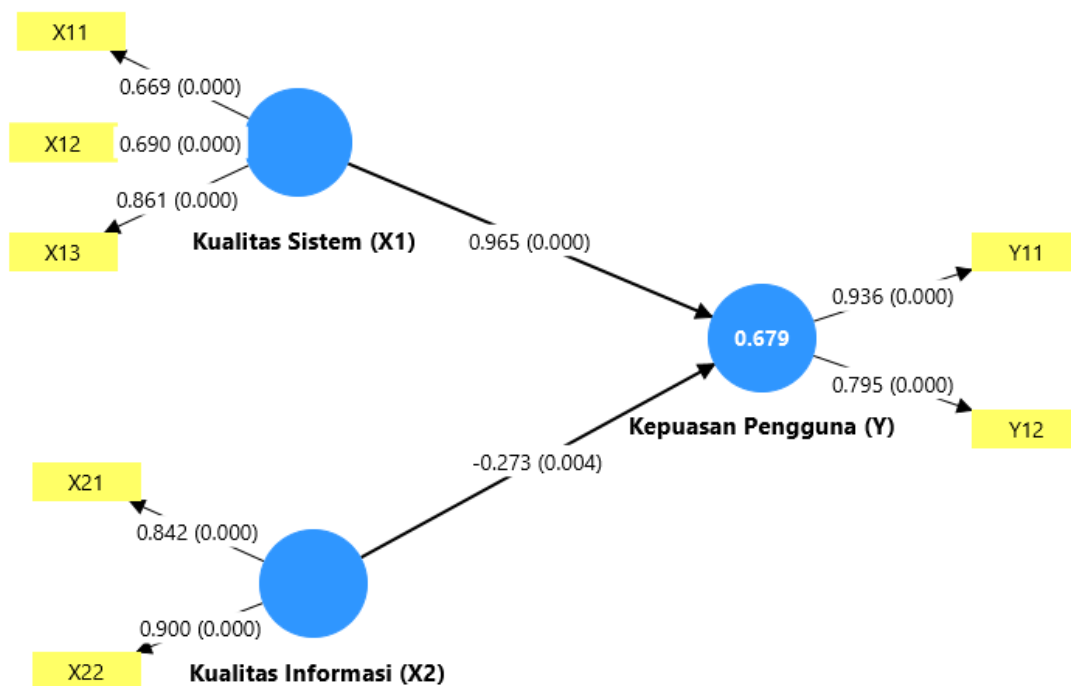 X11
0.669 (0.000)
X12
0.690 (0.000)
0.861 (0.000)
X13
Kualitas Sistem (X1)
0.965 (0.000)
Y11
0.936 (0.000)
0.679
0.795 (0.000)
Kepuasan Pengguna (Y)
Y12
-0.273 (0.004)
X21
0.842 (0.000)
0.900 (0.000)
X22
Kualitas Informasi (X2)